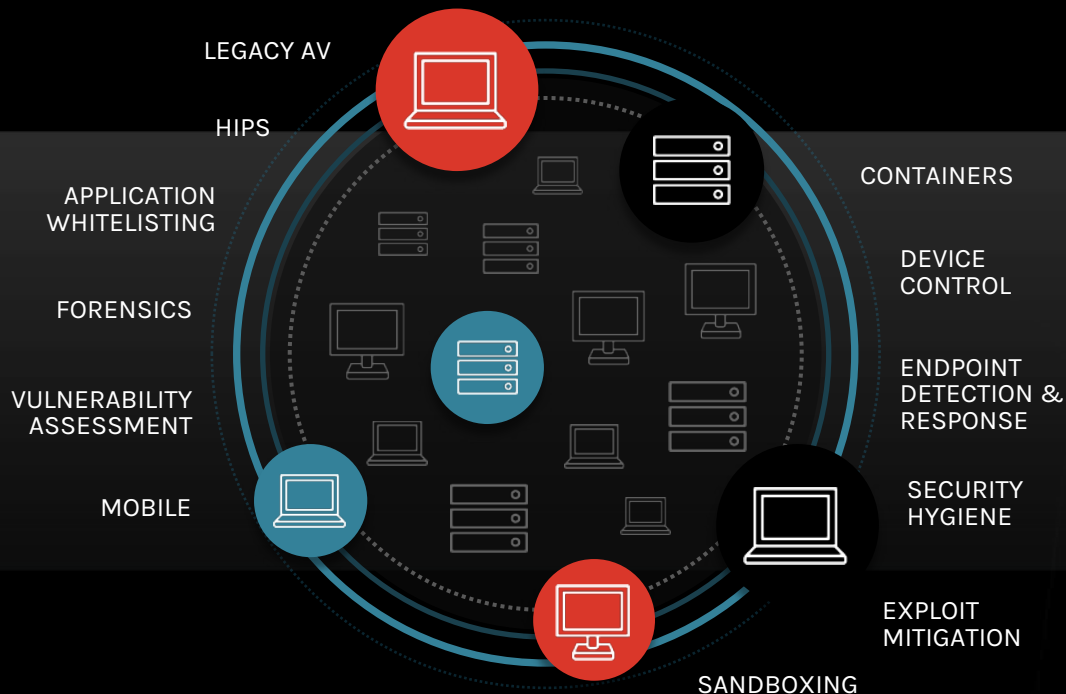 LEGACY AV
HIPS
APPLICATION
WHITELISTING
FORENSICS
VULNERABILITY
ASSESSMENT
MOBILE
CONTAINERS
DEVICE
CONTROL
ENDPOINT
DETECTION &
RESPONSE
SECURITY
HYGIENE
EXPLOIT
MITIGATION
SANDBOXING